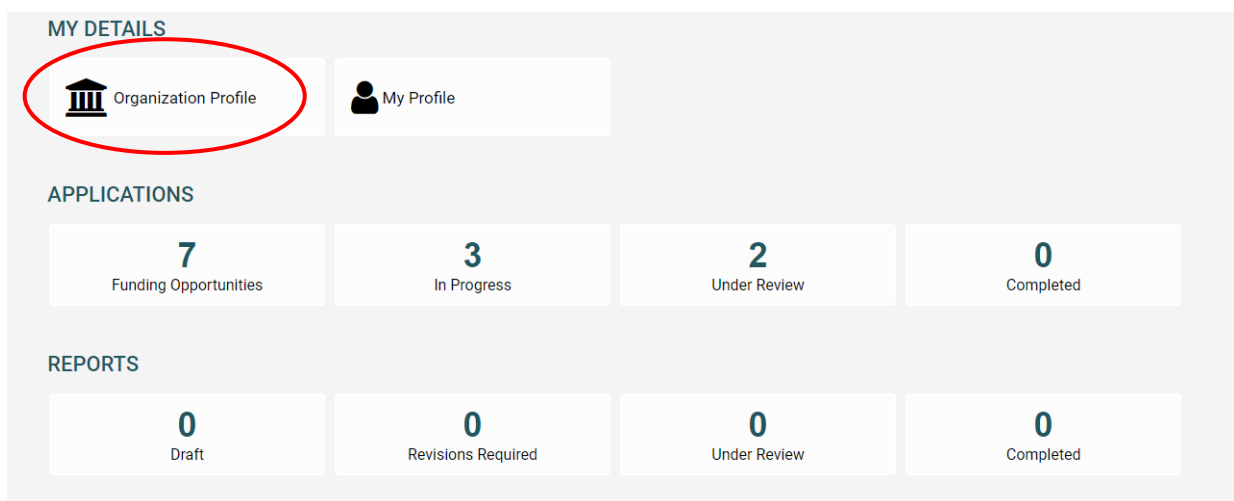 MY DETAILS
Organization Profile
My Profile
APPLICATIONS
7
Funding Opportunities
3
In Progress
2
Under Review
0
Completed
REPORTS
0
Draft
0
Revisions Required
0
Under Review
0
Completed